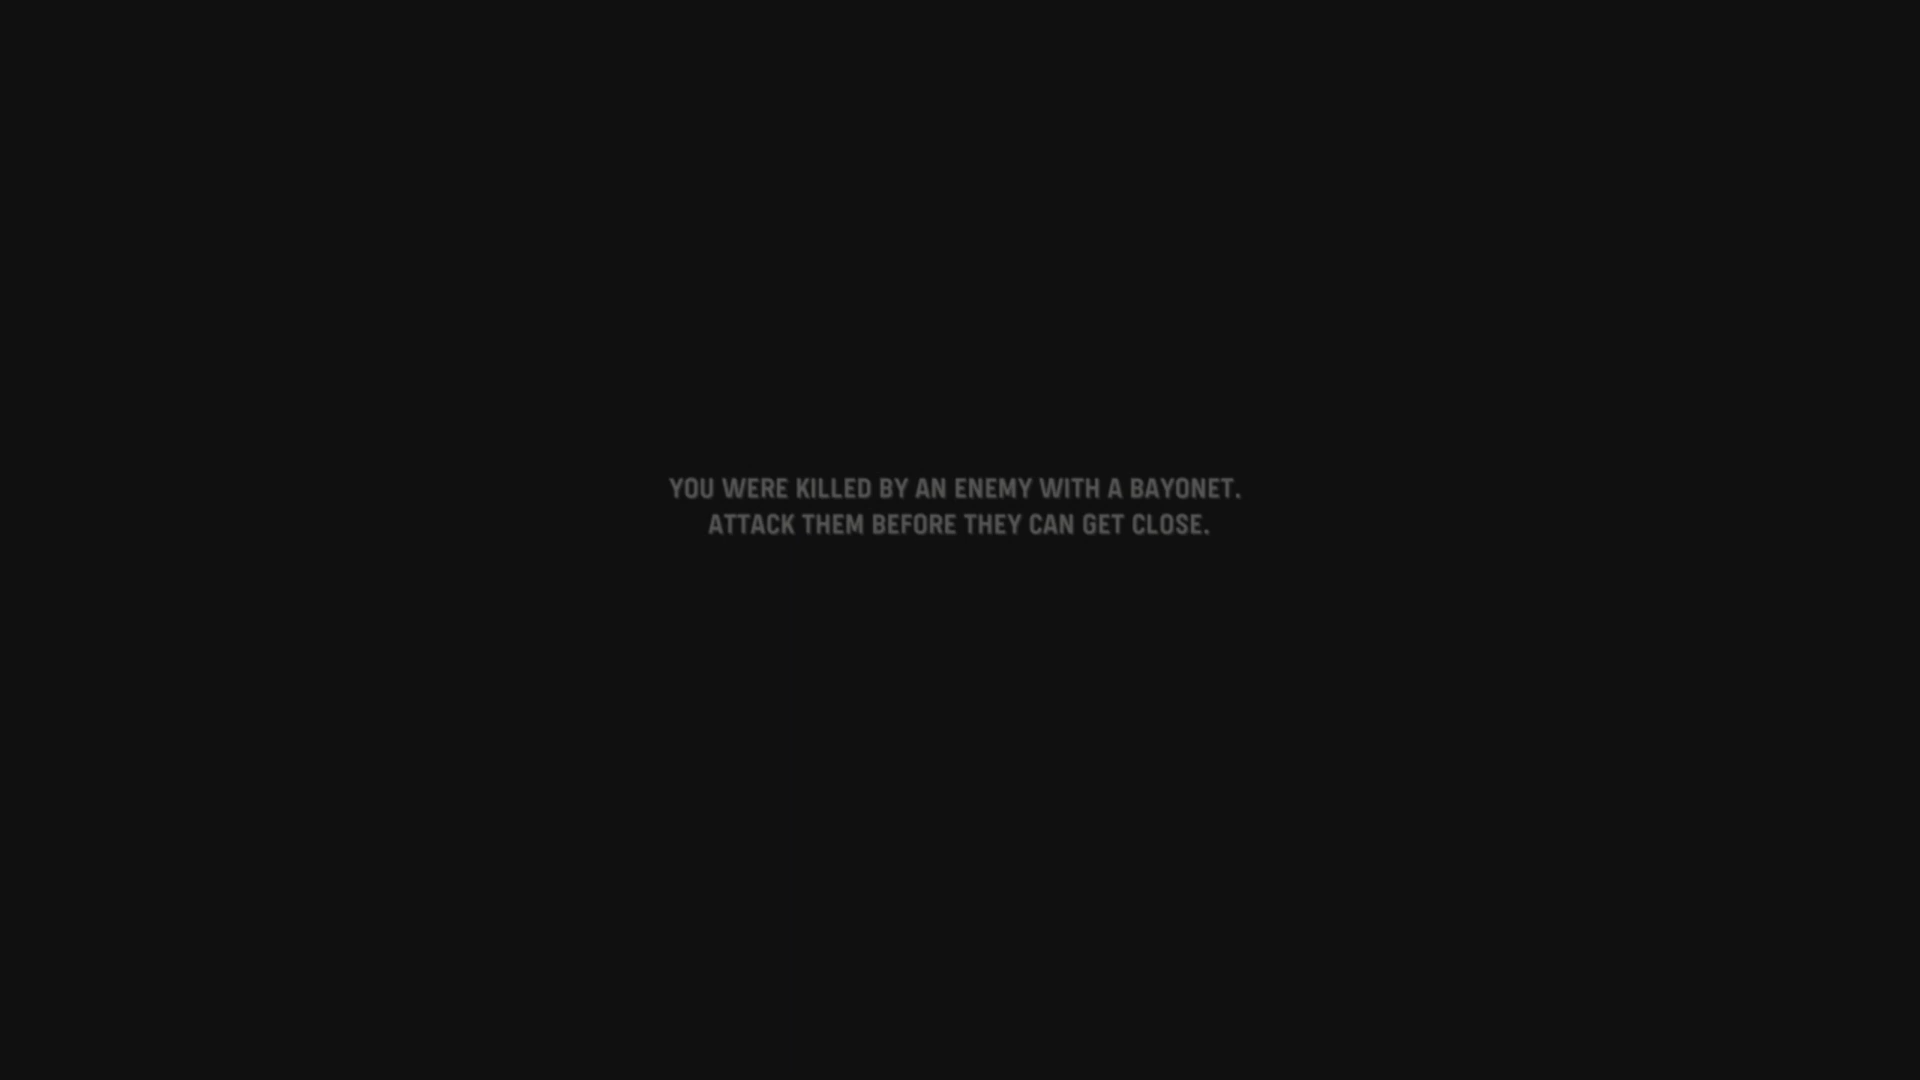 YOU WERE KILLED BY AN ENEMY WITH A BAYONET.
ATTACK THEM BEFORE THEY CAN GET CLOSE.